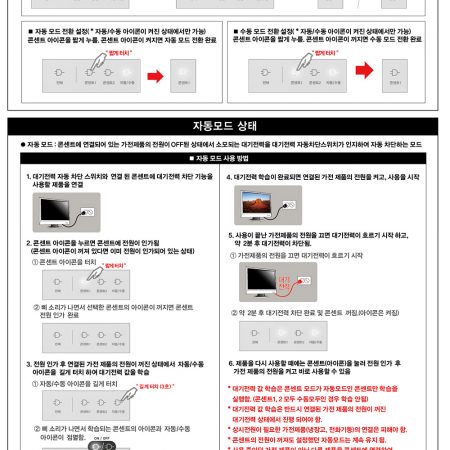 ■ 자동 모드 전환 설정( * 자동/수동 아이콘이 켜진 상태에서만 가능)
콘센트 아이콘을 짧게 누름, 콘센트 아이콘이 켜지면 자동 모드 전환 완료
"짧게 터치"
■ 수동 모드 전환 설정( * 자동/수동 아이콘이 켜진 상태에서만 가능)
콘센트 아이콘을 짧게 누름, 콘센트 아이콘이 꺼지면 수동 모드 전환 완료
"짧게 터치"
자동모드 상태
● 자동 모드 : 콘센트에 연결되어 있는 가전제품의 전원이 OFF된 상태에서 소모되는 대기전력을 대기전력 자동차단스위치가 인지하여 자동 차단하는 모드
■ 자동 모드 사용 방법
1. 대기전력 자동 차단 스위치와 연결 된 콘센트에 대기전력 차단 기능을
사용할 제품을 연결
2. 콘센트 아이콘을 누르면 콘센트에 전원이 인가됨
(콘센트 아이콘이 꺼져 있다면 이미 전원이 인가되어 있는 상태)
① 콘센트 아이콘을 터치
"짧게 터치"
② 삐 소리가 나면서 선택한 콘센트의 아이콘이 꺼지면 콘센트
전원 인가 완료
3. 전원 인가 후 연결된 가전 제품의 전원이 꺼진 상태에서 자동/수동
아이콘을 길게 터치 하여 대기전력 값을 학습
① 자동/수동 아이콘을 길게 터치
"길게 터치 (3초)"
② 삐 소리가 나면서 학습되는 콘센트의 아이콘과 자동/수동
아이콘이 점멸함.
ON / OFF
4. 대기전력 학습이 완료되면 연결된 가전 제품의 전원을 켜고, 사용을 시작
5. 사용이 끝난 가전제품의 전원을 끄면 대기전력이 흐르기 시작 하고,
약 2분 후 대기전력이 차단됨.
① 가전제품의 전원을 끄면 대기전력이 흐르기 시작
대기
전력
② 약 2분 후 대기전력 차단 완료 및 콘센트 꺼짐.(아이콘은 켜짐)
6. 제품을 다시 사용할 때에는 콘센트(아이콘)을 눌러 전원 인가 후
가전 제품의 전원을 켜고 바로 사용할 수 있음
* 대기전력 값 학습은 콘센트 모드가 자동모드인 콘센트만 학습을
실행함. (콘센트1, 2 모두 수동모두인 경우 학습 안됨)
* 대기전력 값 학습은 반드시 연결된 가전 제품의 전원이 꺼진
대기전력 상태에서 진행 되어야 함.
* 상시전원이 필요한 가전제품(냉장고, 전화기등)의 연결은 피해야 함.
* 콘센트의 전원이 꺼져도 설정했던 자동모드는 계속 유지 됨.